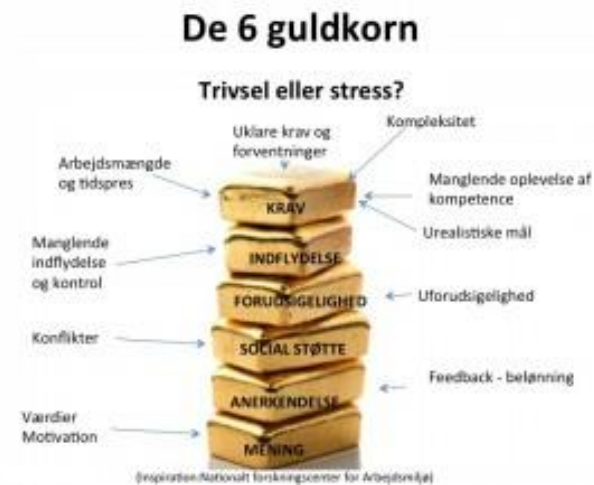 De 6 guldkorn
Trivsel eller stress?
Kompleksitet
Uklare krav og
forventninger
Arbejdsmængde
og tidspres
Manglende oplevelse af
kompetence
KRAV
Urealistiske mål
Manglende
indflydelse
og kontrol
INDFLYDELSE
FORUDSIGELIGHED
Uforudsigelighed
Konflikter
SOCIAL STØTTE
Feedback - belønning
ANERKENDELSE
Værdier
Motivation
MENING
(Inspiration:Nationalt forskningscenter for Arbejdsmiljø)